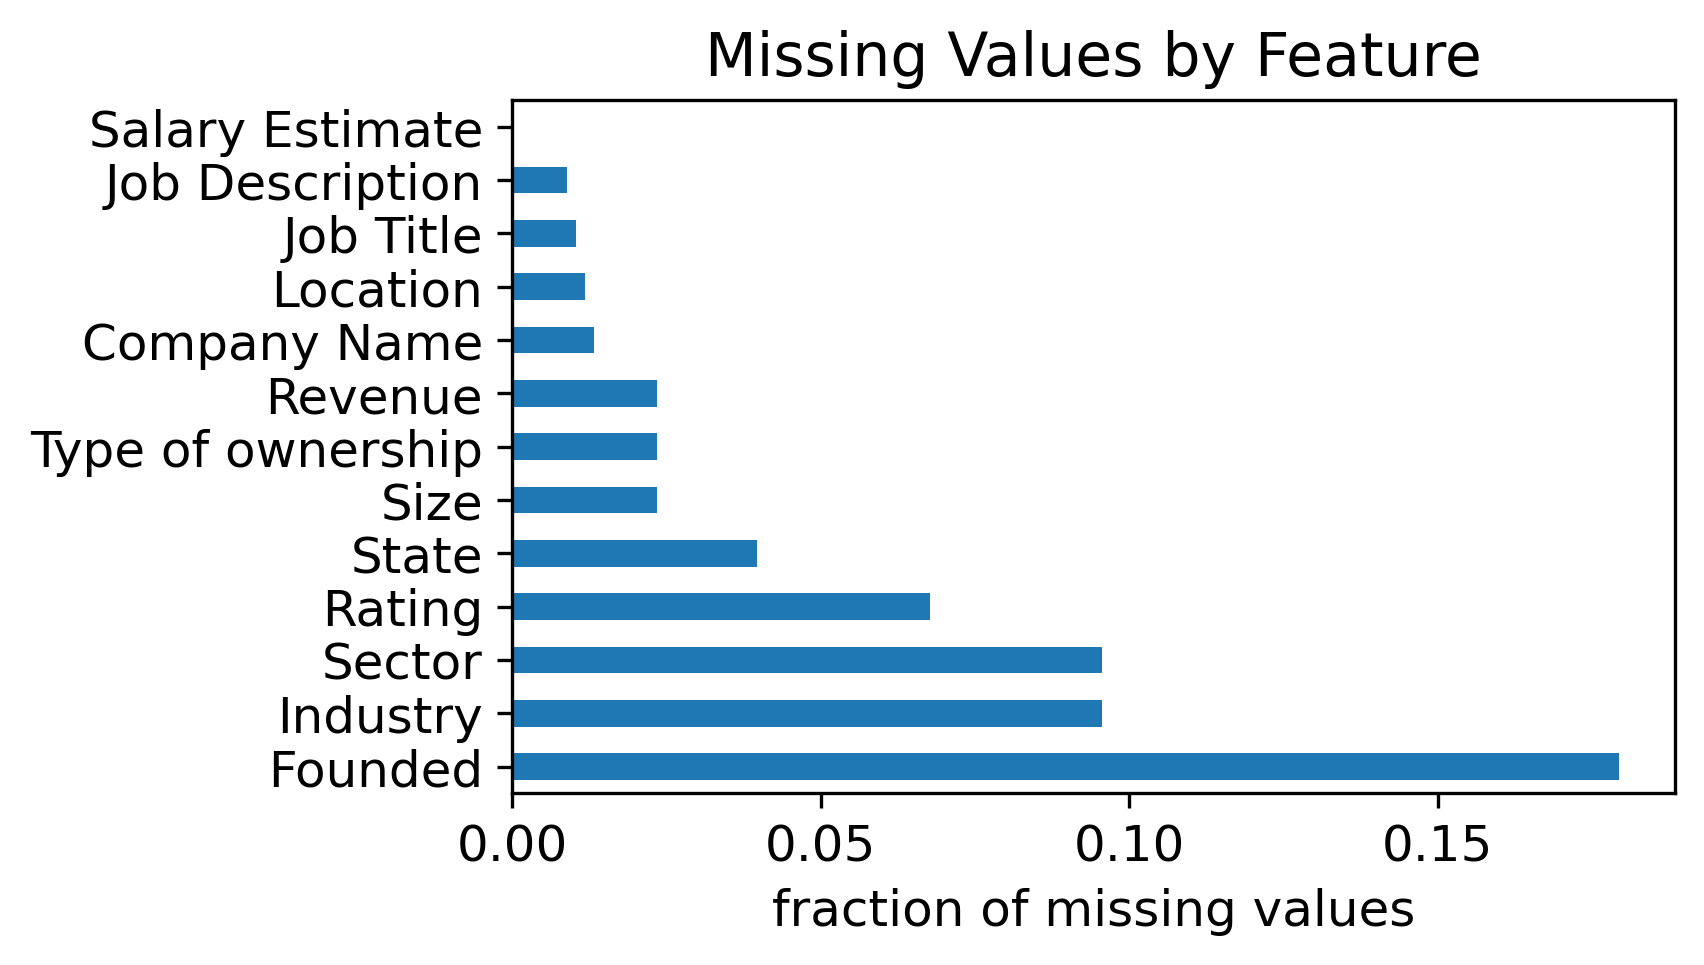 Missing Values by Feature
Salary Estimate
Job Description
Job Title
Location
Company Name
Revenue
Type of ownership
Size
State
Rating
Sector
Industry
Founded
0.00 0.05 0.10 0.15
fraction of missing values